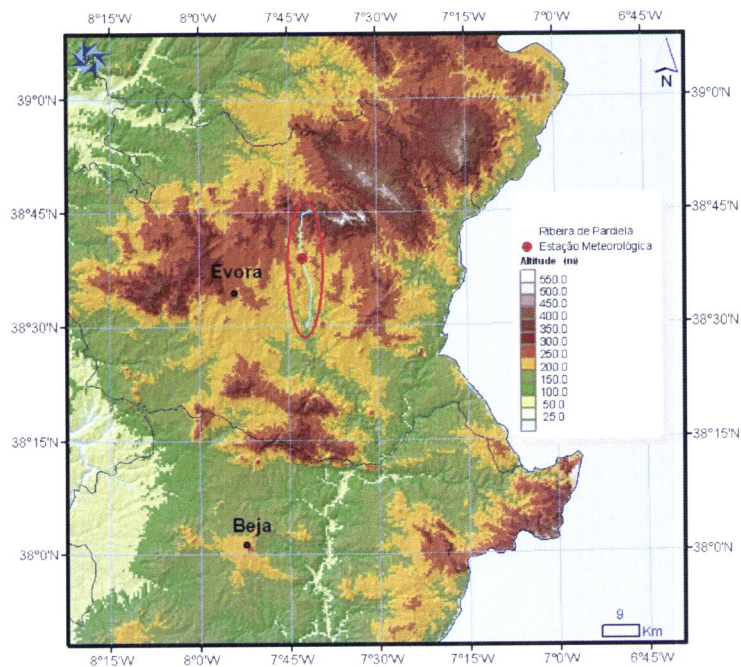 8°15'W 8°0'W 7°45'W 7°30'W 7°15'W 7°0'W 6°45'W
N
39°0'N 39°0'N
38°45'N 38°45'N
Ribeira de Pardiela
Estação Meteorológica
Altitude (m)
550.0
500.0
450.0
400.0
350.0
300.0
250.0
200.0
150.0
100.0
50.0
25.0
Évora
38°30'N 38°30'N
38°15'N 38°15'N
Beja
38°0'N 38°0'N
9
Km
8°15'W 8°0'W 7°45'W 7°30'W 7°15'W 7°0'W 6°45'W